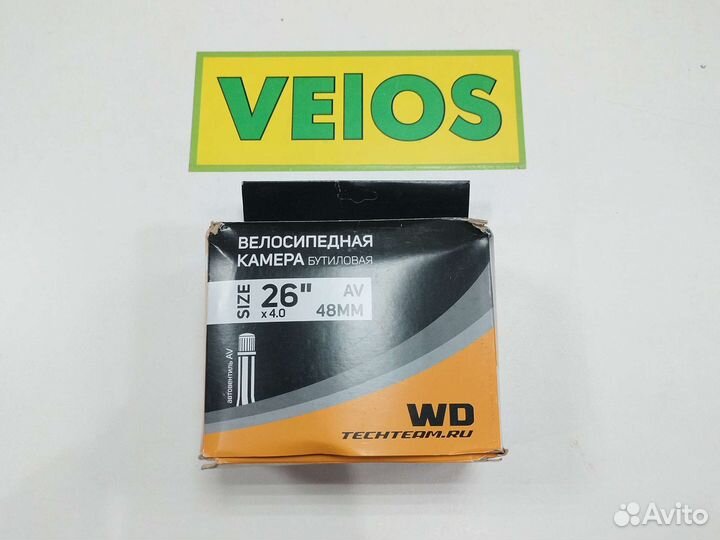 VEIOS
ВЕЛОСИПЕДНАЯ
КАМЕРА БУТИЛОВАЯ
SIZE
26"
x 4.0
AV
48MM
автовентиль AV
WD
TECHTEAM.RU
Avito